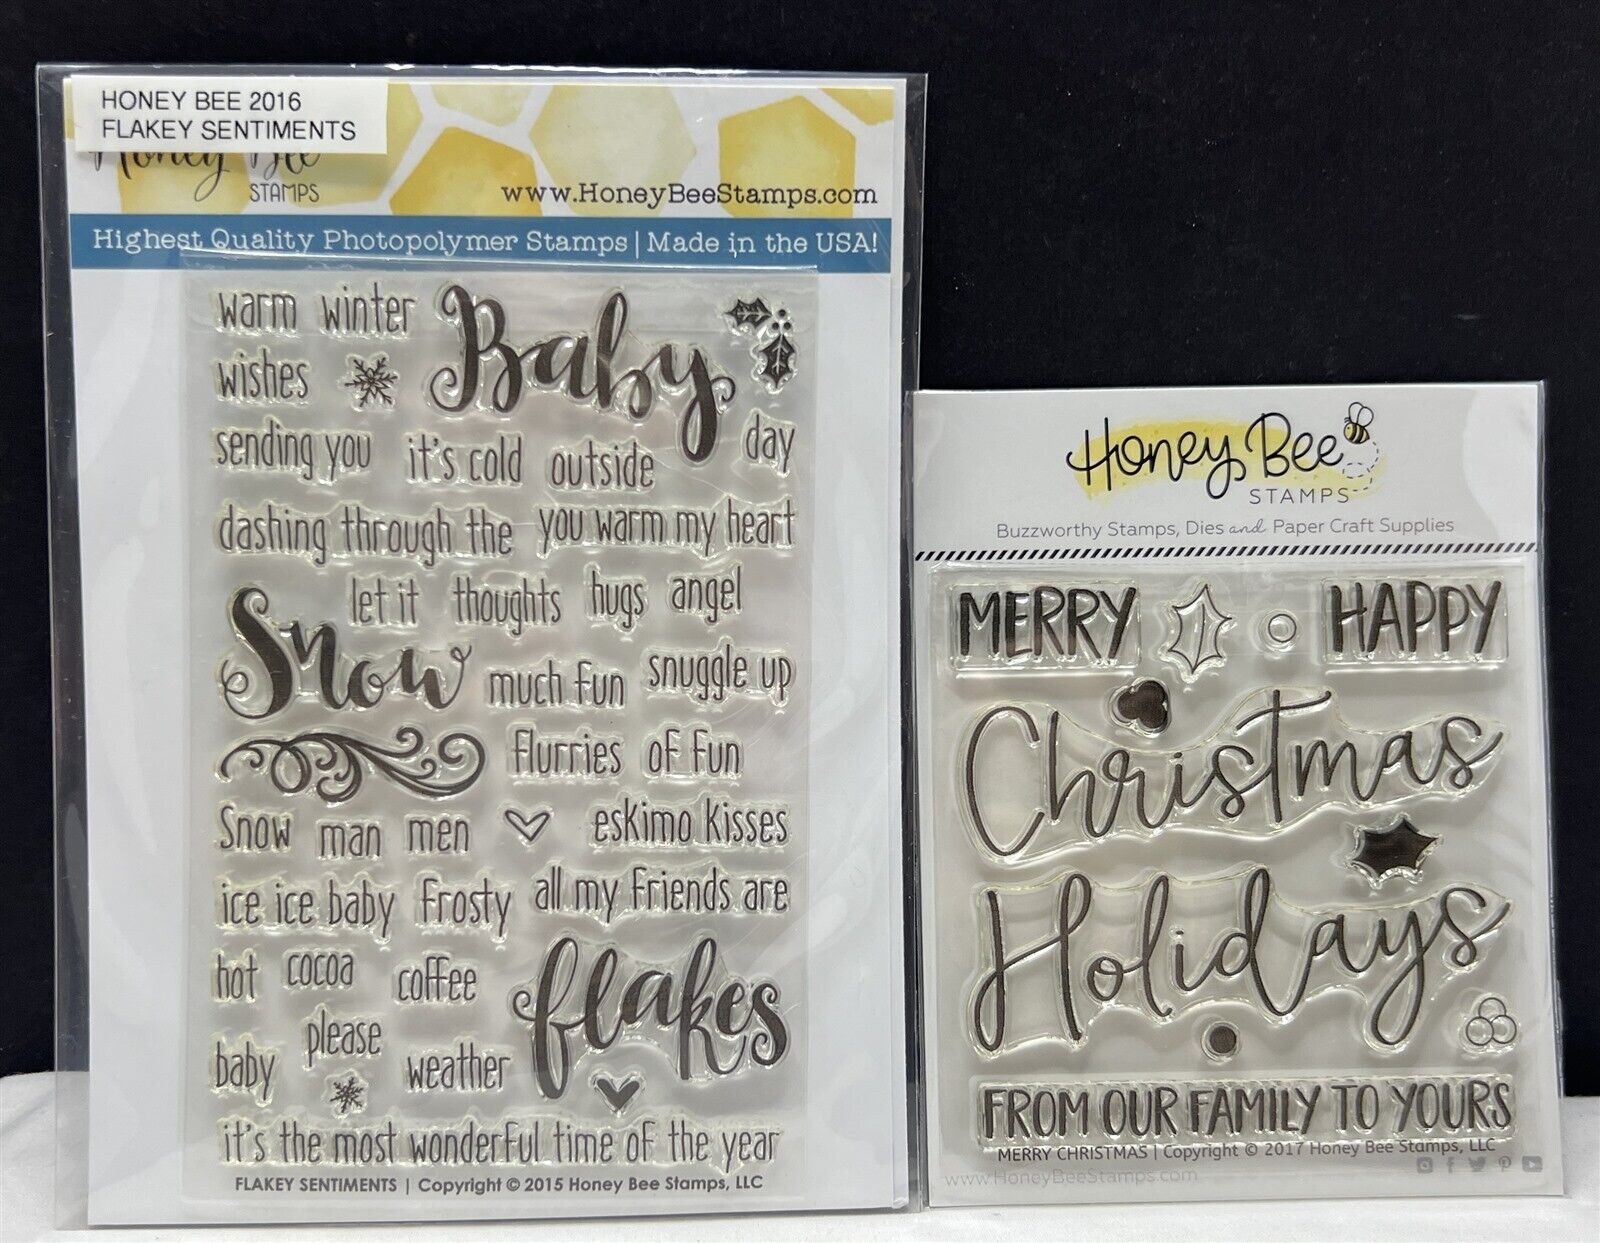 HONEY BEE 2016
FLAKEY SENTIMENTS
Honey Bee
STAMPS
www.HoneyBeeStamps.com
Highest Quality Photopolymer Stamps | Made in the USA!
warm winter
Baby
wishes
sending you it's cold outside day
dashing through the you warm my heart
let it thoughts hugs angel
Snow
much fun snuggle up
flurries of fun
Snow man men eskimo kisses
ice ice baby frosty all my friends are
hot cocoa coffee
flakes
baby please weather
it's the most wonderful time of the year
FLAKEY SENTIMENTS | Copyright © 2015 Honey Bee Stamps, LLC
Honey Bee
STAMPS
Buzzworthy Stamps, Dies and Paper Craft Supplies
MERRY HAPPY
Christmas
Holidays
FROM OUR FAMILY TO YOURS
MERRY CHRISTMAS | Copyright © 2017 Honey Bee Stamps, LLC
www.HoneyBeeStamps.com